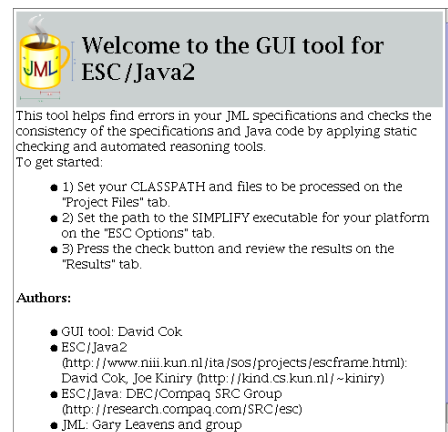 JML
Welcome to the GUI tool for
ESC/Java2
This tool helps find errors in your JML specifications and checks the
consistency of the specifications and Java code by applying static
checking and automated reasoning tools.
To get started:
● 1) Set your CLASSPATH and files to be processed on the
"Project Files" tab.
● 2) Set the path to the SIMPLIFY executable for your platform
on the "ESC Options" tab.
● 3) Press the check button and review the results on the
"Results" tab.
Authors:
● GUI tool: David Cok
● ESC/Java2
(http://www.niii.kun.nl/ita/sos/projects/escframe.html):
David Cok, Joe Kiniry (http://kind.cs.kun.nl/~kiniry)
● ESC/Java: DEC/Compaq SRC Group
(http://research.compaq.com/SRC/esc)
● JML: Gary Leavens and group